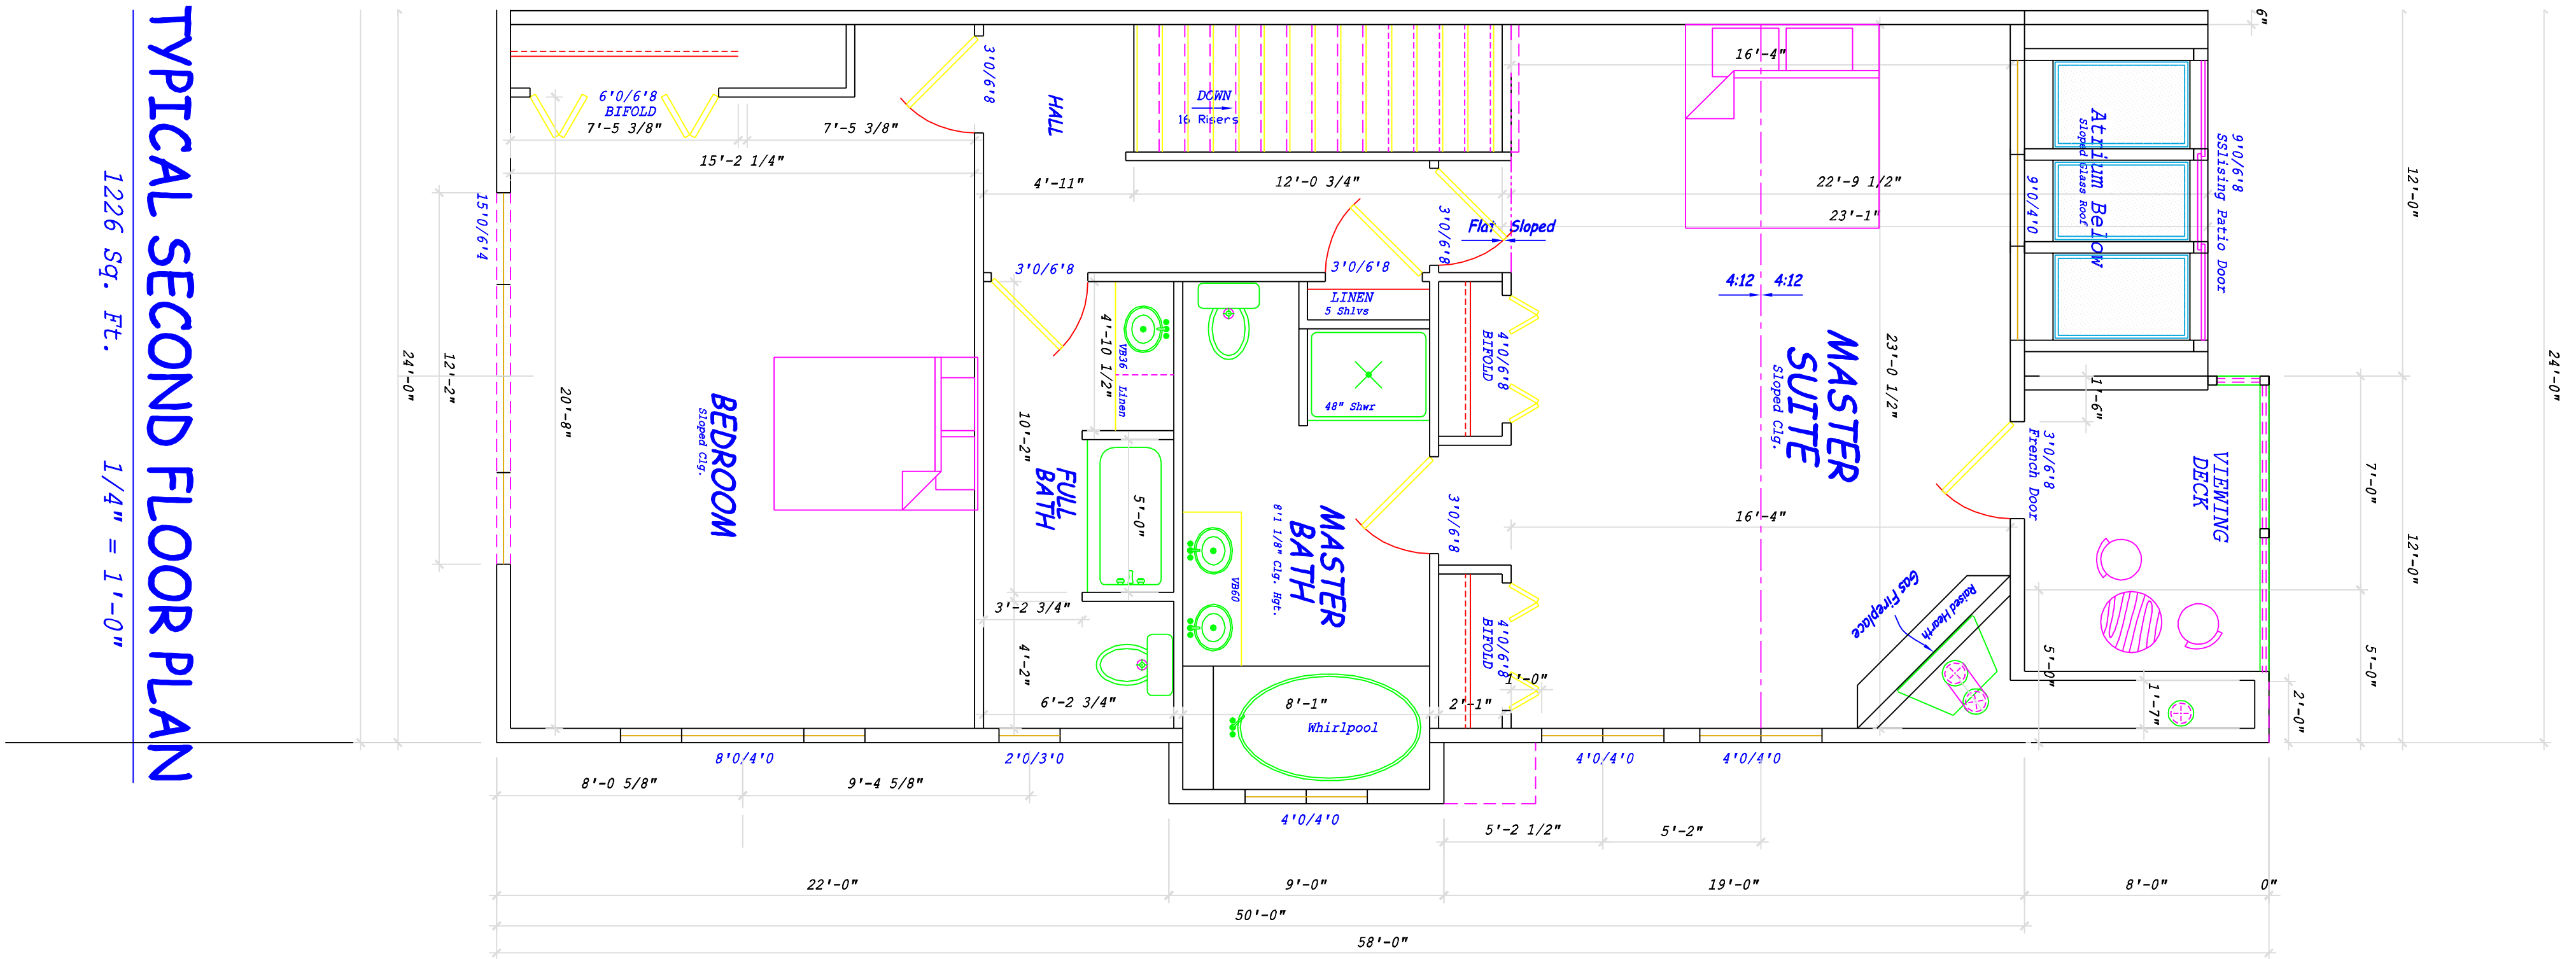 TYPICAL SECOND FLOOR PLAN
1226 Sq. Ft.
1/4" = 1'-0"
24'-0"
12'-2"
15'0/6'4
6'0/6'8
BIFOLD
7'-5 3/8"
7'-5 3/8"
15'-2 1/4"
3'0/6'8
HALL
DOWN
16 Risers
4'-11"
12'-0 3/4"
16'-4"
22'-9 1/2"
23'-1"
3'0/6'8
Flat
Sloped
3'0/6'8
3'0/6'8
LINEN
5 Shlvs
48" Shwr
4'-10 1/2"
VB36
Linen
20'-8"
BEDROOM
Sloped Clg.
10'-2"
FULL
BATH
5'-0"
3'-2 3/4"
4'-2"
6'-2 3/4"
VB60
MASTER
BATH
8'1 1/8" Clg. Hgt.
8'-1"
Whirlpool
2'-1"
1'-0"
3'0/6'8
4'0/6'8
BIFOLD
4'0/6'8
BIFOLD
4:12
4:12
MASTER
SUITE
Sloped Clg.
23'-0 1/2"
16'-4"
Gas Fireplace
Raised Hearth
Atrium Below
Sloped Glass Roof
9'0/4'0
9'0/6'8
SSlising Patio Door
6"
12'-0"
24'-0"
1'-6"
3'0/6'8
French Door
VIEWING
DECK
7'-0"
12'-0"
5'-0"
5'-0"
1'-7"
2'-0"
8'0/4'0
2'0/3'0
4'0/4'0
4'0/4'0
4'0/4'0
8'-0 5/8"
9'-4 5/8"
5'-2 1/2"
5'-2"
22'-0"
9'-0"
19'-0"
8'-0"
0"
50'-0"
58'-0"
24'-0"